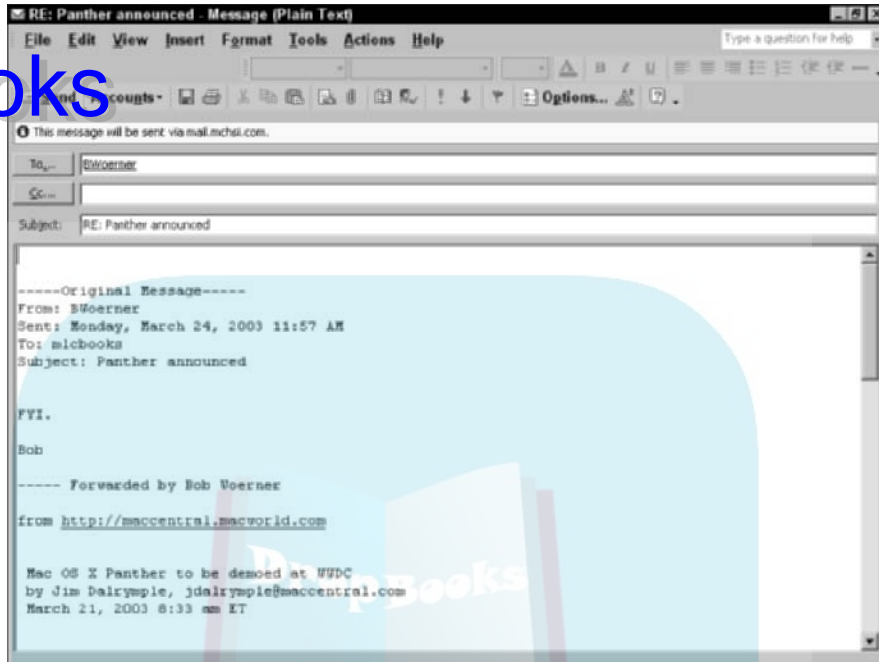 RE: Panther announced - Message (Plain Text)
File Edit View Insert Format Tools Actions Help
Type a question for help
oks
Accounts
Options...
This message will be sent via mail.mchsi.com.
To... BWoerner
Cc...
Subject: RE: Panther announced
-----Original Message-----
From: BWoerner
Sent: Monday, March 24, 2003 11:57 AM
To: mlcbooks
Subject: Panther announced
FYI.
Bob
----- Forwarded by Bob Woerner
from http://maccentral.macworld.com
Mac OS X Panther to be demoed at WWDC
by Jim Dalrymple, jdalrymple@maccentral.com
March 21, 2003 8:33 am ET
DropBooks